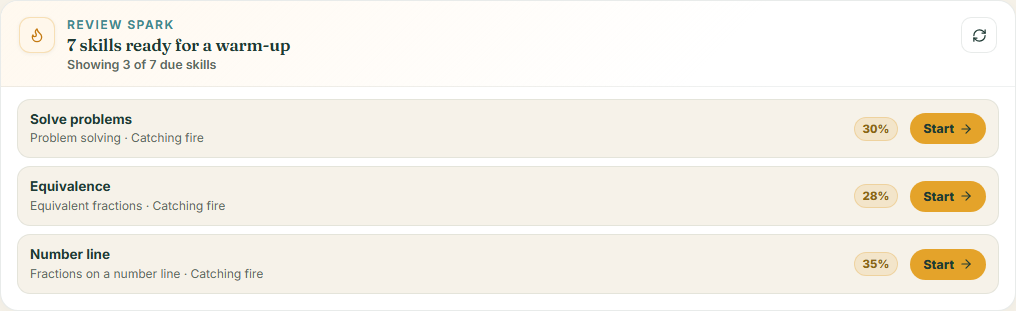 REVIEW SPARK
7 skills ready for a warm-up
Showing 3 of 7 due skills
Solve problems
Problem solving · Catching fire
30%
Start →
Equivalence
Equivalent fractions · Catching fire
28%
Start →
Number line
Fractions on a number line · Catching fire
35%
Start →